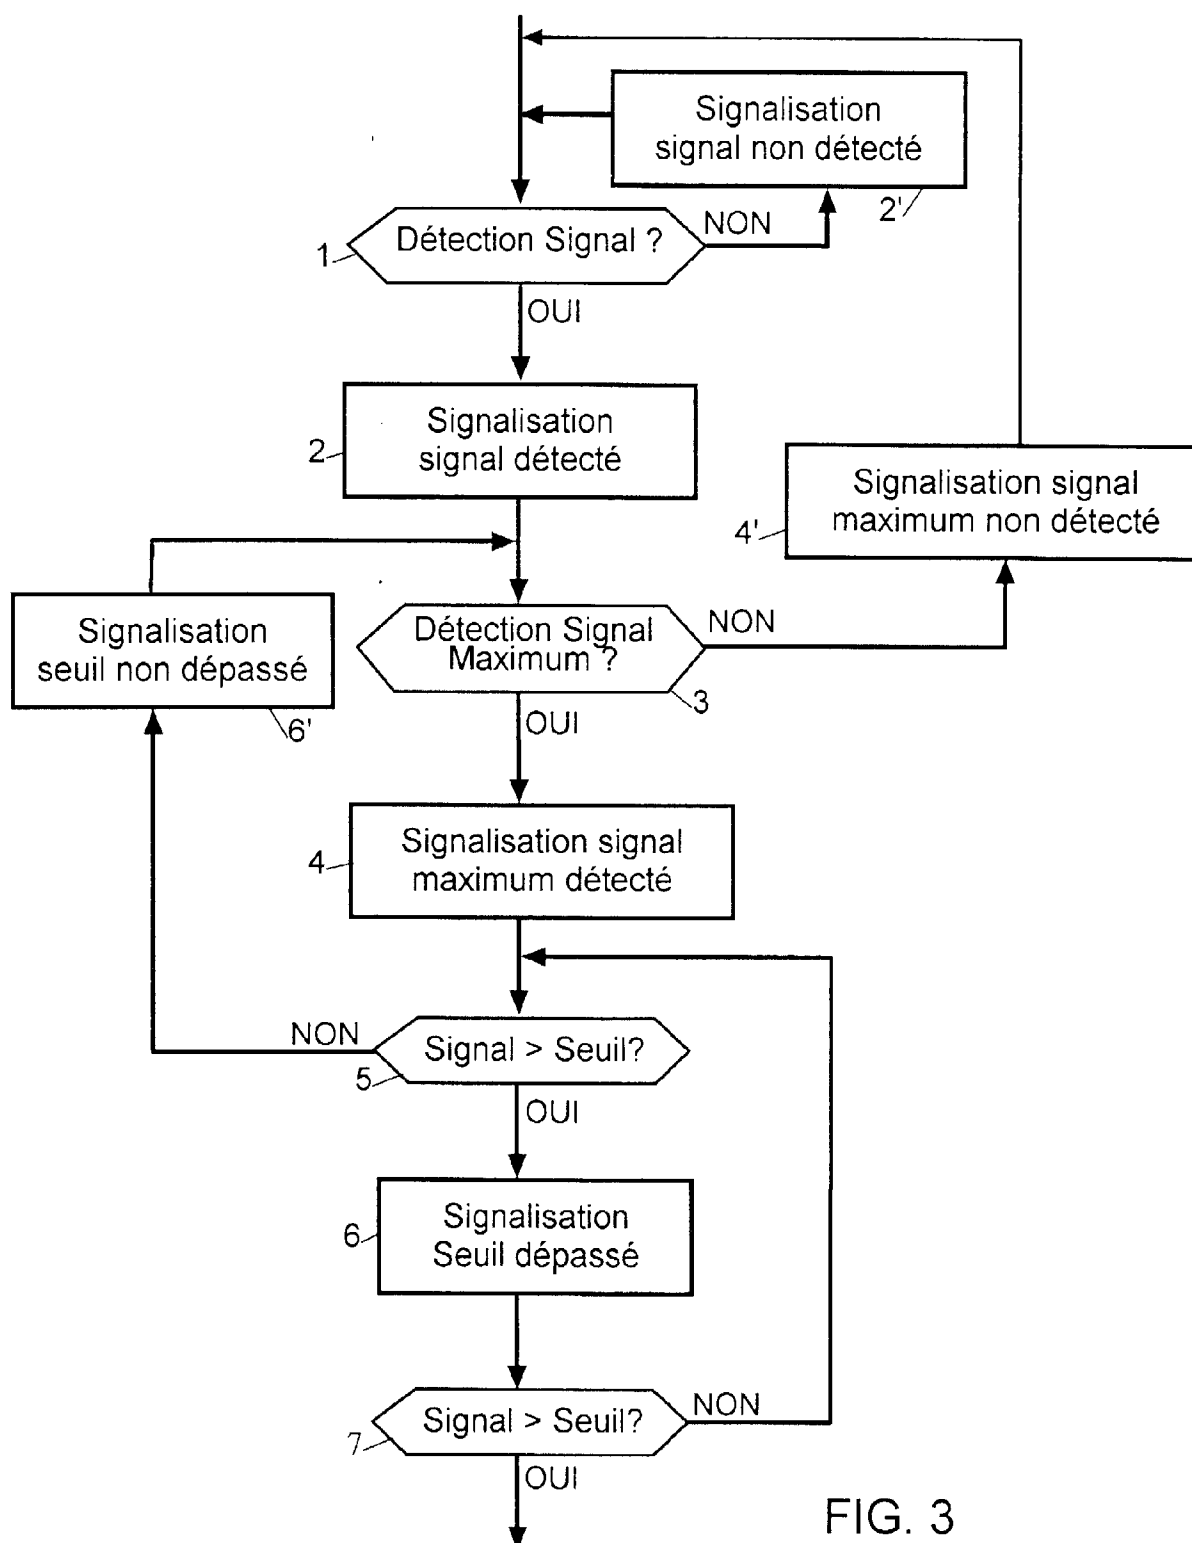 Signalisation
signal non détecté
2'
NON
Détection Signal ?
1
OUI
Signalisation
signal détecté
2
Signalisation signal
maximum non détecté
4'
Signalisation
seuil non dépassé
6'
Détection Signal
Maximum ?
NON
3
OUI
Signalisation signal
maximum détecté
4
NON
Signal > Seuil?
5
OUI
Signalisation
Seuil dépassé
6
Signal > Seuil?
NON
7
OUI
FIG. 3